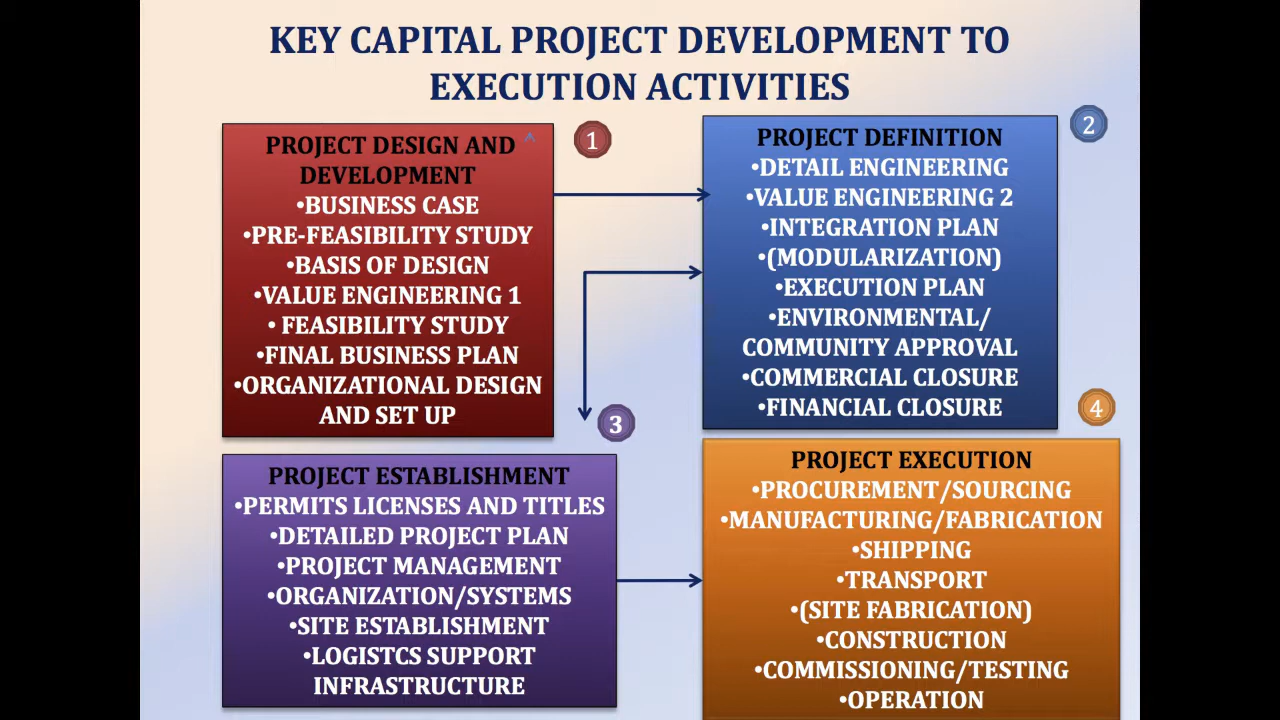 KEY CAPITAL PROJECT DEVELOPMENT TO
EXECUTION ACTIVITIES
1
PROJECT DESIGN AND
DEVELOPMENT
•BUSINESS CASE
•PRE-FEASIBILITY STUDY
•BASIS OF DESIGN
•VALUE ENGINEERING 1
• FEASIBILITY STUDY
•FINAL BUSINESS PLAN
•ORGANIZATIONAL DESIGN
AND SET UP
2
PROJECT DEFINITION
•DETAIL ENGINEERING
•VALUE ENGINEERING 2
•INTEGRATION PLAN
•(MODULARIZATION)
•EXECUTION PLAN
•ENVIRONMENTAL/
COMMUNITY APPROVAL
•COMMERCIAL CLOSURE
•FINANCIAL CLOSURE
3
PROJECT ESTABLISHMENT
•PERMITS LICENSES AND TITLES
•DETAILED PROJECT PLAN
•PROJECT MANAGEMENT
•ORGANIZATION/SYSTEMS
•SITE ESTABLISHMENT
•LOGISTCS SUPPORT
INFRASTRUCTURE
4
PROJECT EXECUTION
•PROCUREMENT/SOURCING
•MANUFACTURING/FABRICATION
•SHIPPING
•TRANSPORT
•(SITE FABRICATION)
•CONSTRUCTION
•COMMISSIONING/TESTING
•OPERATION